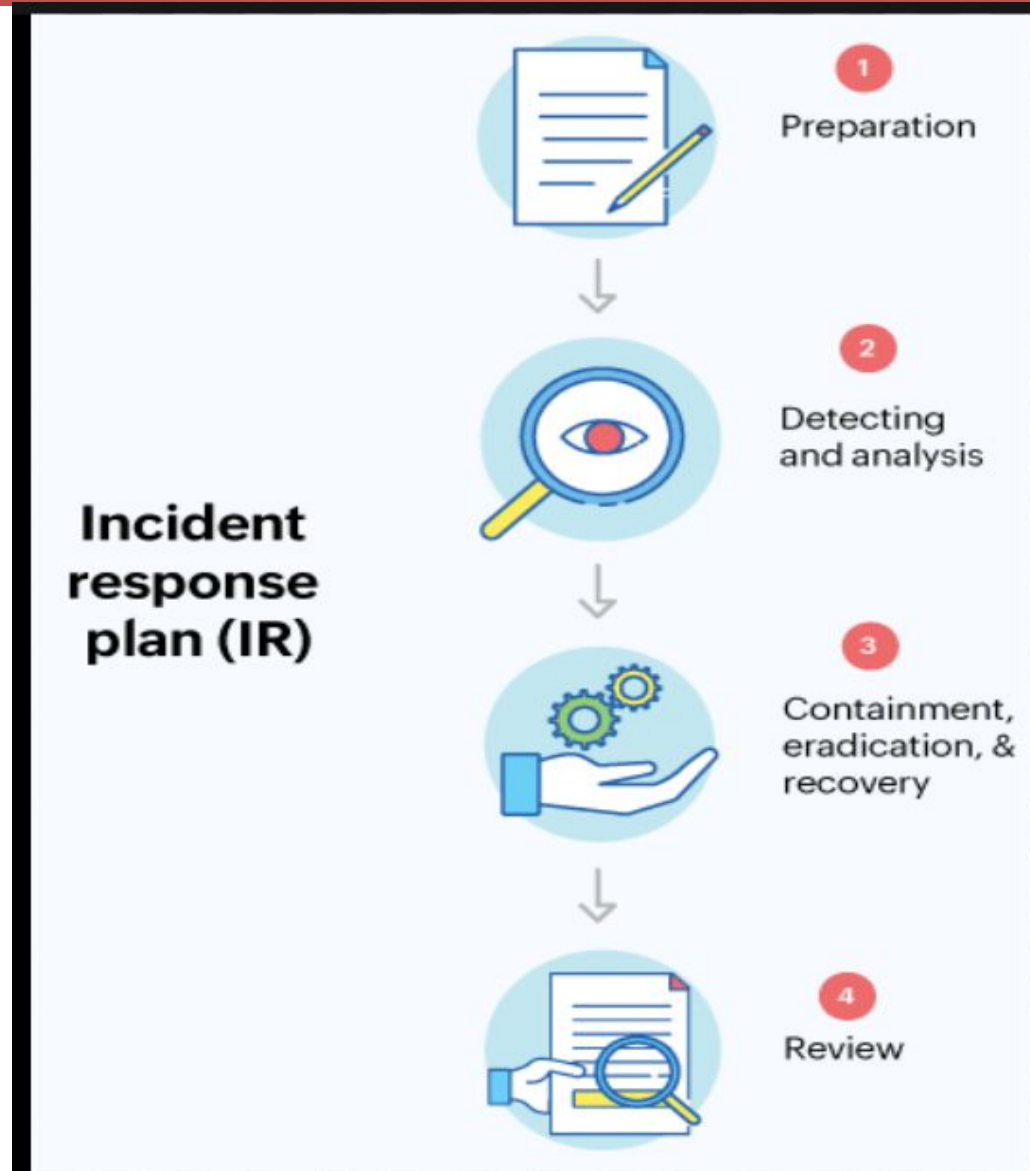 Incident
response
plan (IR)
1
Preparation
2
Detecting
and analysis
3
Containment,
eradication, &
recovery
4
Review